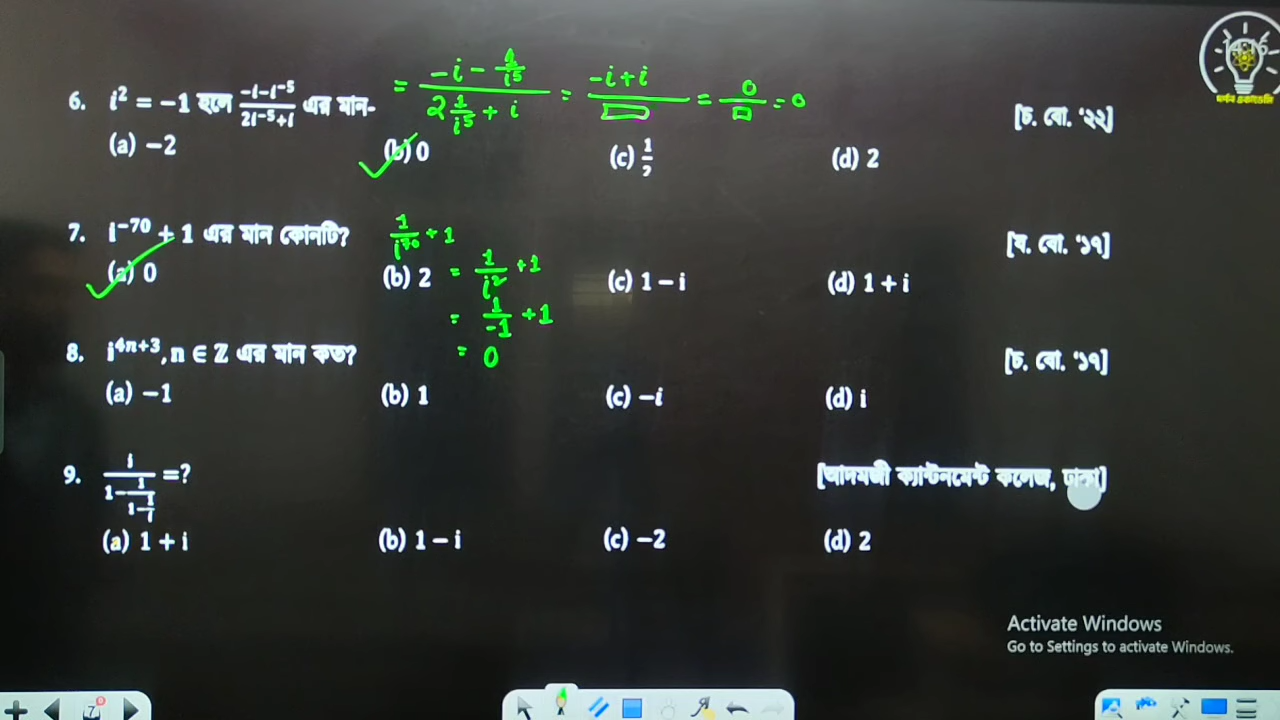 6. i² = −1 হলে (−i−i⁻⁵)/(2i⁻⁵+i) এর মান- = (−i − 1/i⁵)/(2 1/i⁵ + i) = (−i+i)/▭ = 0/▭ = 0 [চ. বো. '২২]
(a) −2 (b) 0 (c) 1/2 (d) 2
7. i⁻⁷⁰ + 1 এর মান কোনটি? 1/i⁷⁰ + 1 [য. বো. '১৭]
(a) 0 (b) 2 (c) 1 − i (d) 1 + i
= 1/i² + 1
= 1/−1 + 1
= 0
8. i⁴ⁿ⁺³, n ∈ ℤ এর মান কত? [চ. বো. '১৭]
(a) −1 (b) 1 (c) −i (d) i
9. i/(1−1/(1−1/i)) =? [আদমজী ক্যান্টনমেন্ট কলেজ, ঢাকা]
(a) 1 + i (b) 1 − i (c) −2 (d) 2
Activate Windows
Go to Settings to activate Windows.